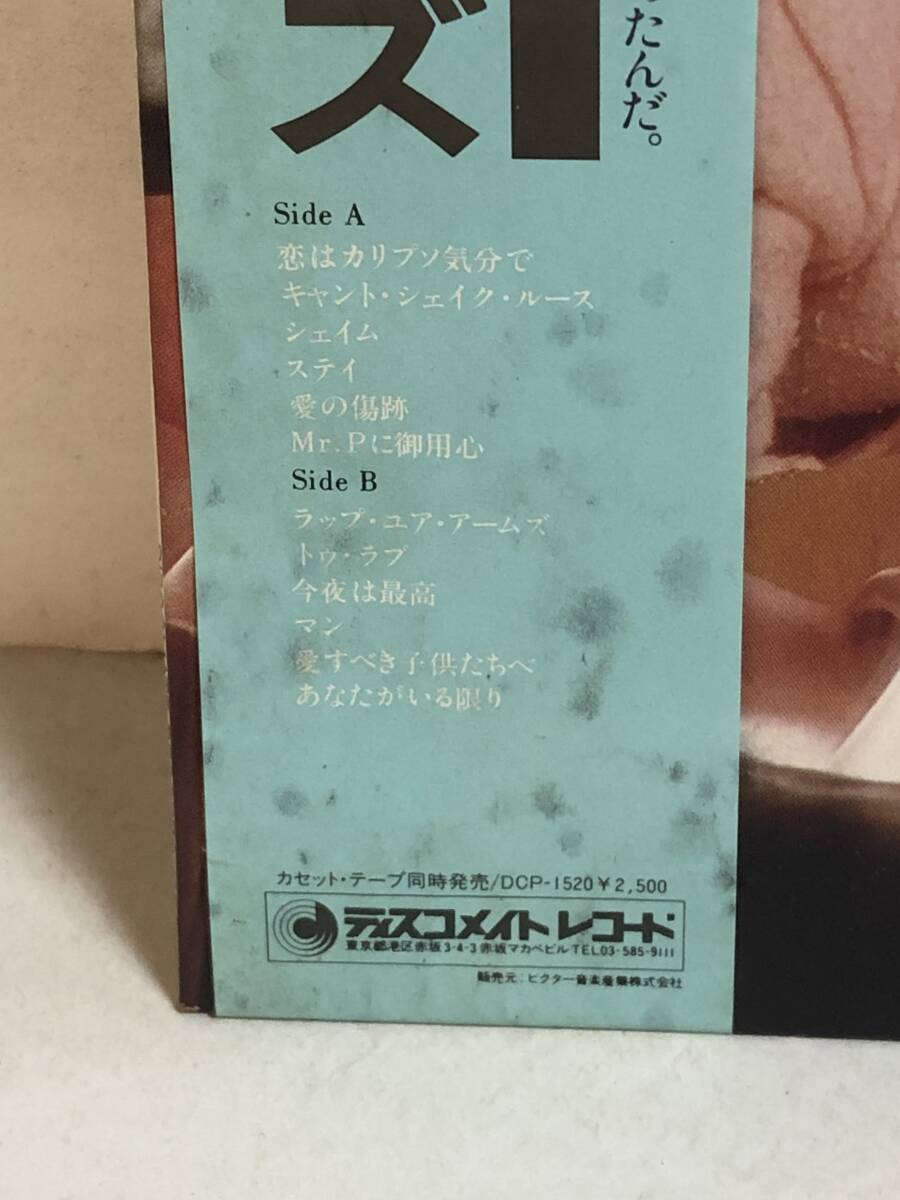 ズ
たんだ。
Side A
恋はカリプソ気分で
キャント・シェイク・ルース
シェイム
ステイ
愛の傷跡
Mr.Pに御用心
Side B
ラップ・ユア・アームズ
トゥ・ラブ
今夜は最高
マン
愛すべき子供たちへ
あなたがいる限り
カセット・テープ同時発売/DCP-1520￥2,500
ディスコメイトレコード
東京都港区赤坂3-4-3赤坂マカベビルTEL03-585-9111
販売元：ビクター音楽産業株式会社